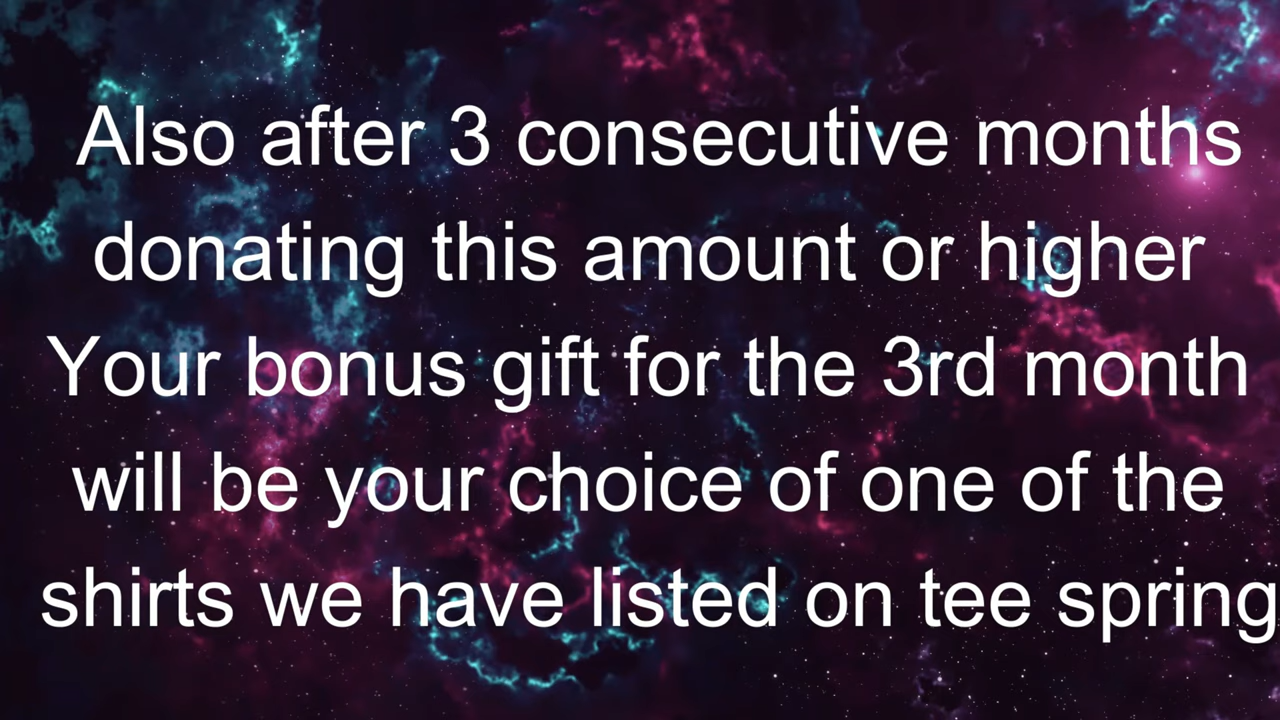 Also after 3 consecutive months
donating this amount or higher
Your bonus gift for the 3rd month
will be your choice of one of the
shirts we have listed on tee spring